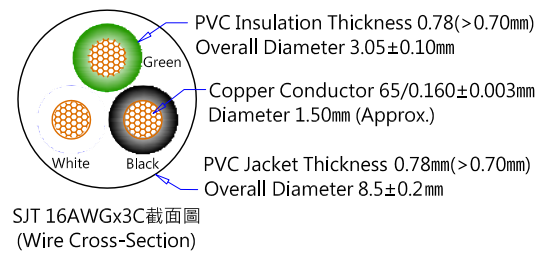 PVC Insulation Thickness 0.78(>0.70㎜)
Overall Diameter 3.05±0.10㎜
Green
Copper Conductor 65/0.160±0.003㎜
Diameter 1.50㎜ (Approx.)
White
Black
PVC Jacket Thickness 0.78㎜(>0.70㎜)
Overall Diameter 8.5±0.2㎜
SJT 16AWGx3C截面圖
(Wire Cross-Section)